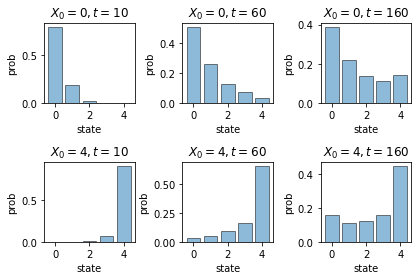 X₀ = 0, t = 10
X₀ = 0, t = 60
X₀ = 0, t = 160
prob
0.5
0.0
0 2 4
state
prob
0.4
0.2
0.0
0 2 4
state
prob
0.4
0.3
0.2
0.1
0.0
0 2 4
state
X₀ = 4, t = 10
X₀ = 4, t = 60
X₀ = 4, t = 160
prob
0.5
0.0
0 2 4
state
prob
0.50
0.25
0.00
0 2 4
state
prob
0.4
0.2
0.0
0 2 4
state